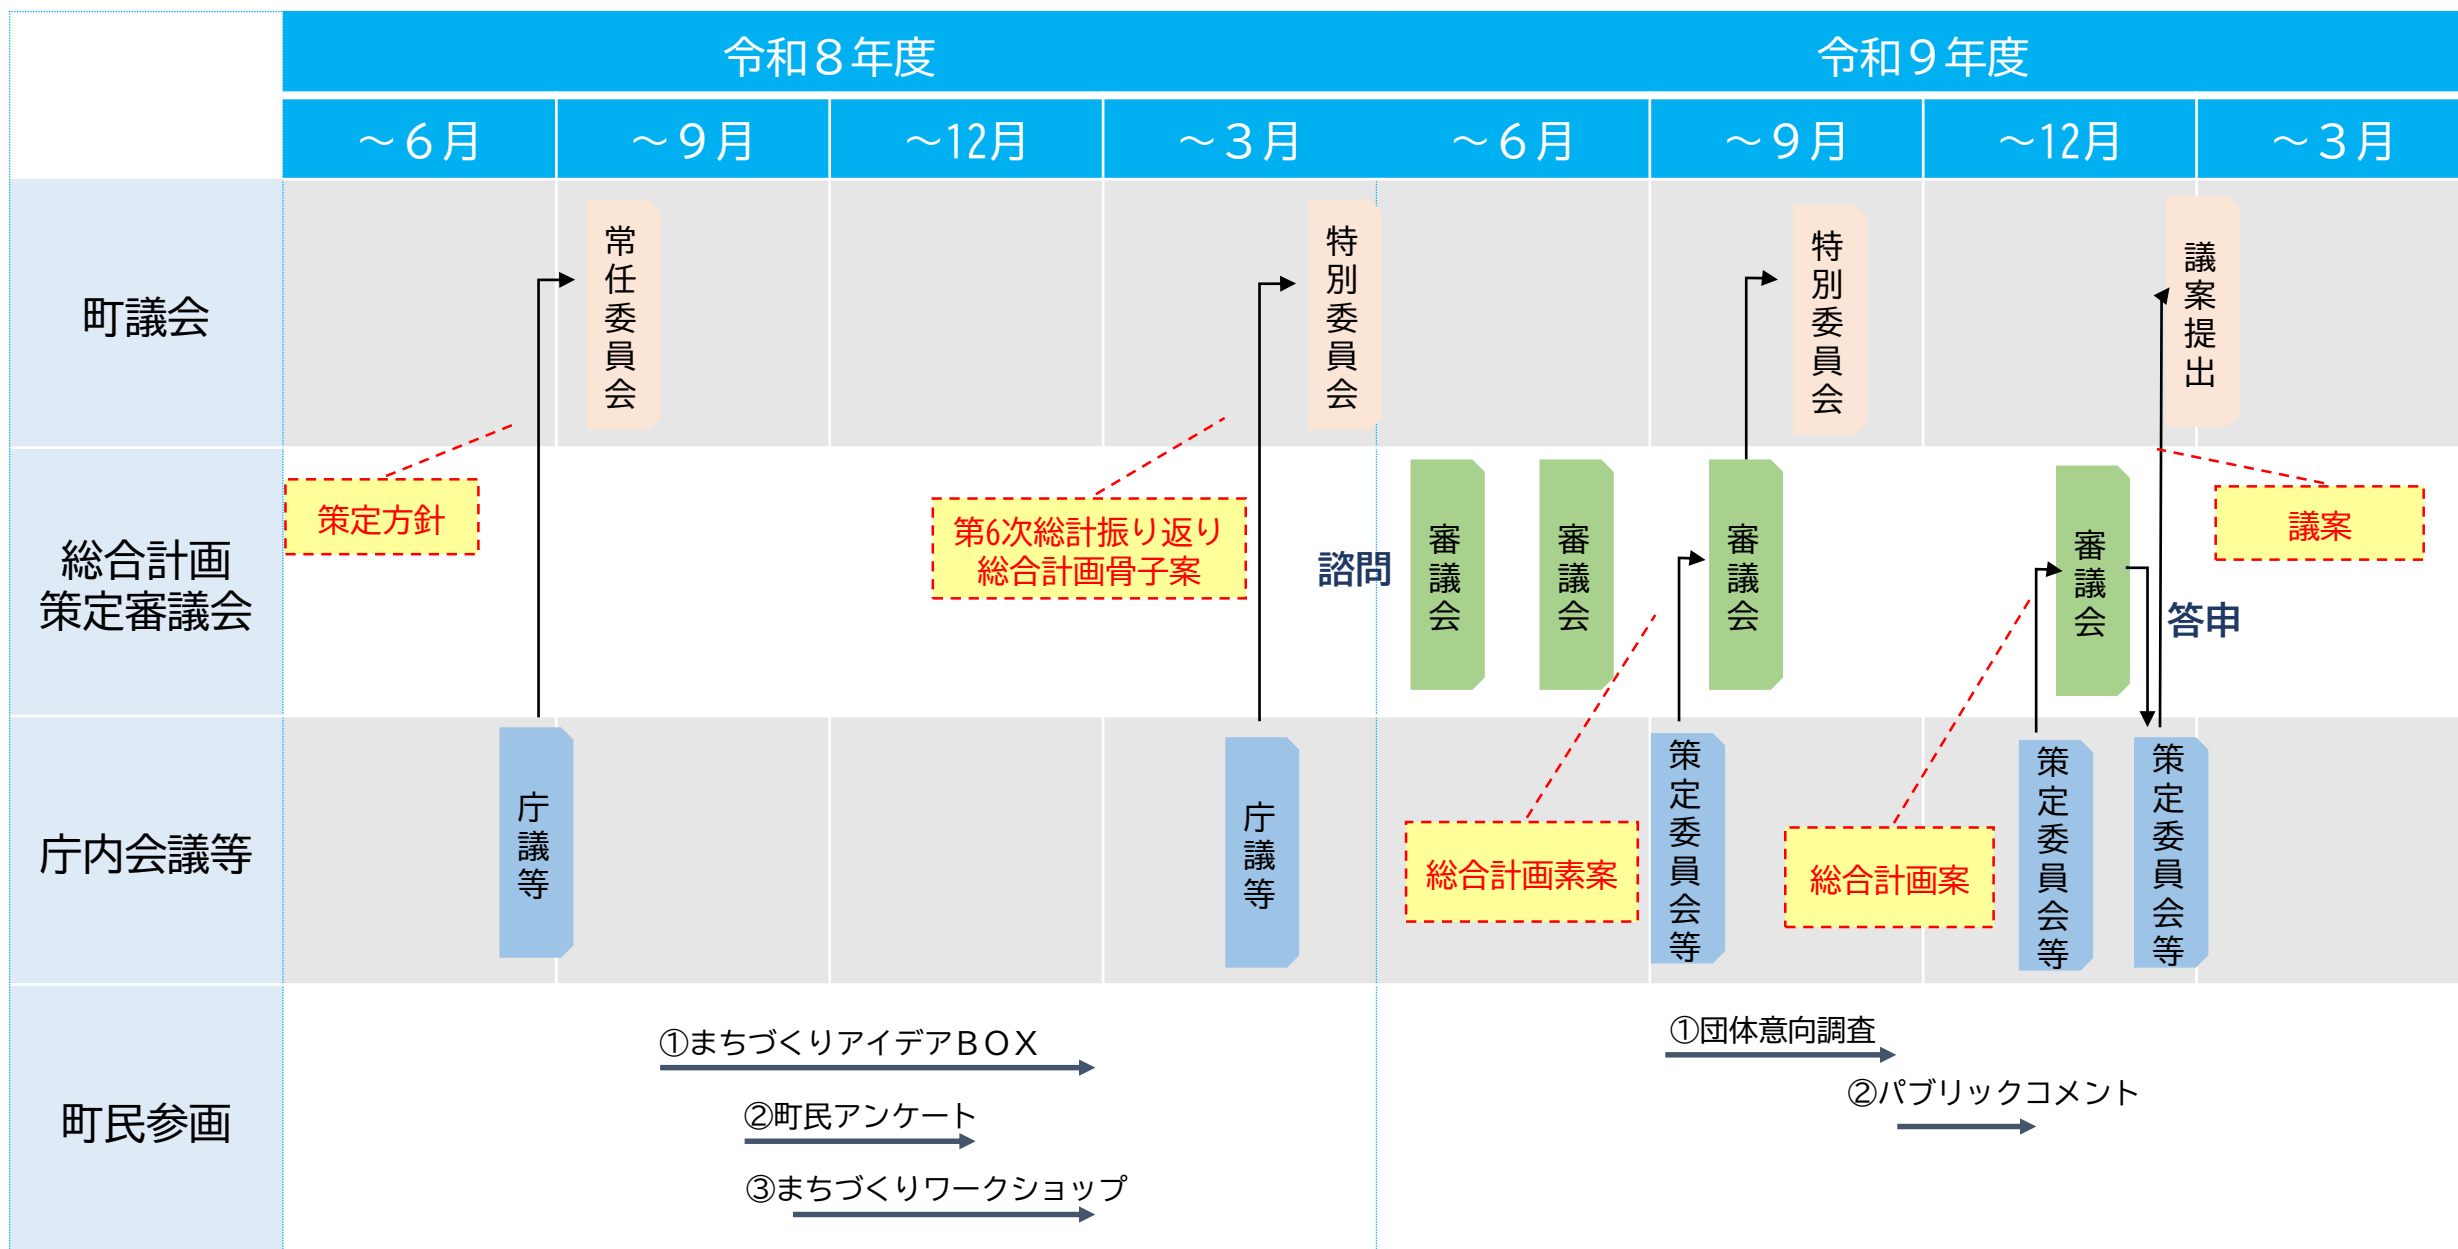 令和８年度
令和９年度
～６月
～９月
～12月
～３月
～６月
～９月
～12月
～３月
町議会
常任委員会
特別委員会
特別委員会
議案提出
総合計画
策定審議会
策定方針
第6次総計振り返り
総合計画骨子案
諮問
審議会
審議会
審議会
審議会
答申
議案
庁内会議等
庁議等
庁議等
総合計画素案
策定委員会等
総合計画案
策定委員会等
策定委員会等
町民参画
①まちづくりアイデアＢＯＸ
②町民アンケート
③まちづくりワークショップ
①団体意向調査
②パブリックコメント